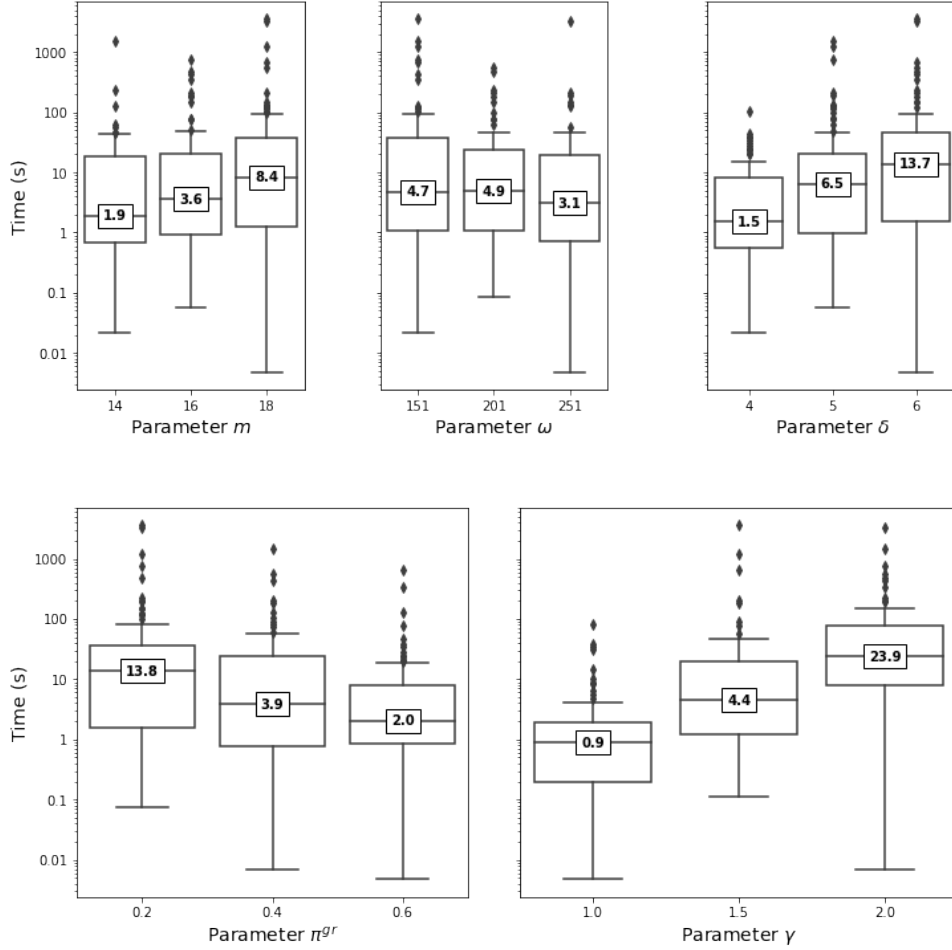 Time (s)
1000
100
10
1
0.1
0.01
1.9
3.6
8.4
14 16 18
Parameter m
4.7
4.9
3.1
151 201 251
Parameter ω
1.5
6.5
13.7
4 5 6
Parameter δ
Time (s)
1000
100
10
1
0.1
0.01
13.8
3.9
2.0
0.2 0.4 0.6
Parameter π^gr
0.9
4.4
23.9
1.0 1.5 2.0
Parameter γ